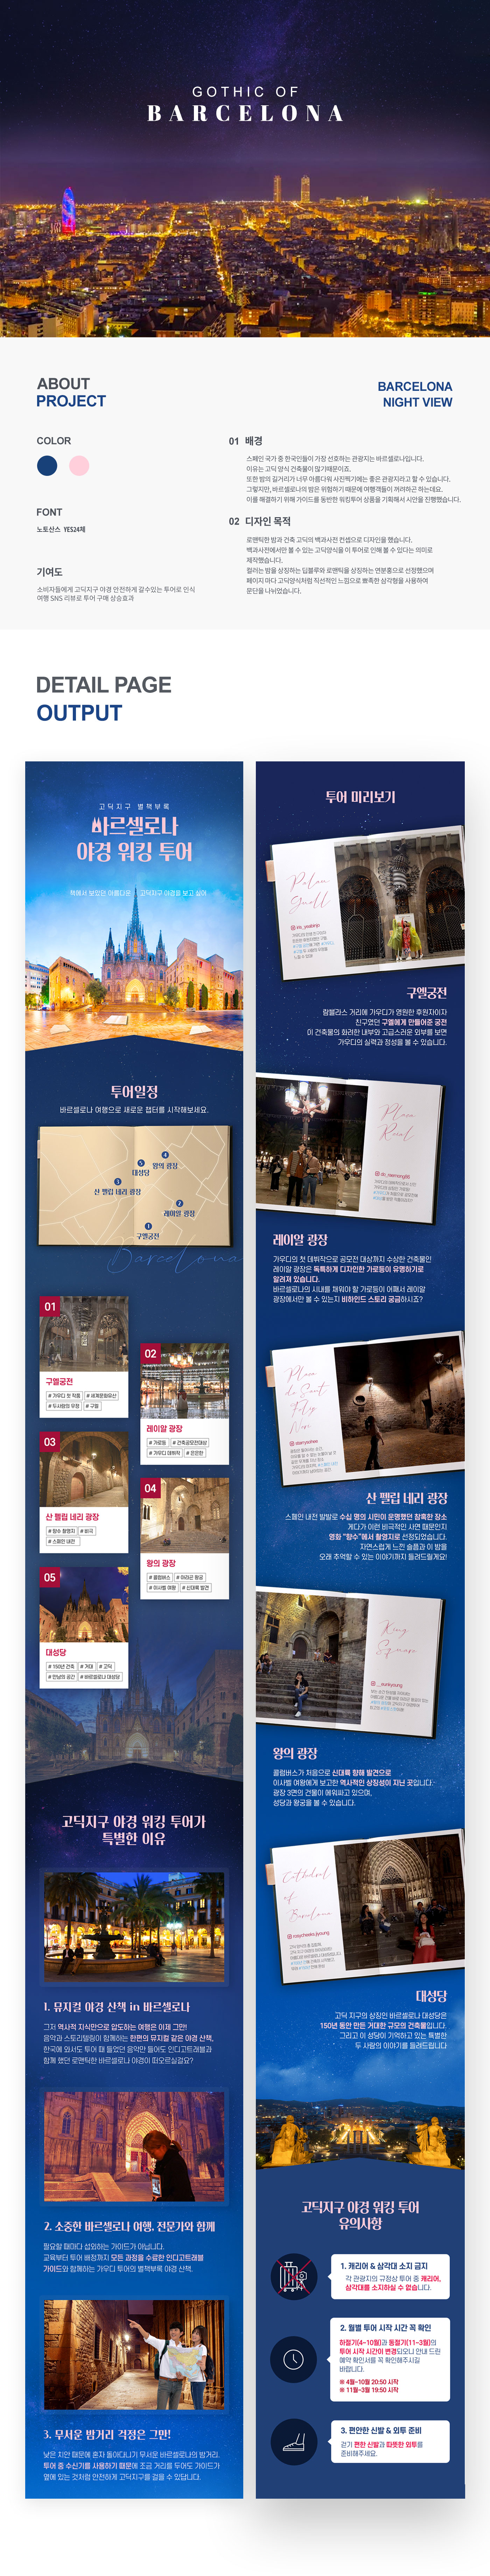 GOTHIC OF
BARCELONA
ABOUT
PROJECT
BARCELONA
NIGHT VIEW
COLOR
FONT
노토산스 YES24체
기여도
소비자들에게 고딕지구 야경 안전하게 갈수있는 투어로 인식
여행 SNS 리뷰로 투어 구매 상승효과
01 배경
스페인 국가 중 한국인들이 가장 선호하는 관광지는 바르셀로나입니다.
이유는 고딕 양식 건축물이 많기때문이죠.
또한 밤의 길거리가 너무 아름다워 사진찍기에는 좋은 관광지라고 할 수 있습니다.
그렇지만, 바르셀로나의 밤은 위험하기 때문에 여행객들이 꺼려하곤 하는데요.
이를 해결하기 위해 가이드를 동반한 워킹투어 상품을 기획해서 시안을 진행했습니다.
02 디자인 목적
로맨틱한 밤과 건축 고딕의 백과사전 컨셉으로 디자인을 했습니다.
백과사전에서만 볼 수 있는 고딕양식을 이 투어로 인해 볼 수 있다는 의미로
제작했습니다.
컬러는 밤을 상징하는 딥블루와 로맨틱을 상징하는 연분홍으로 선정했으며
페이지 마다 고딕양식처럼 직선적인 느낌으로 뾰족한 삼각형을 사용하여
문단을 나눠었습니다.
DETAIL PAGE
OUTPUT
고딕지구 별책부록
바르셀로나
야경 워킹 투어
책에서 보았던 아름다운 고딕지구 야경을 보고 싶어
투어일정
바르셀로나 여행으로 새로운 챕터를 시작해보세요.
4
왕의 광장
5
대성당
3
산 펠립 네리 광장
2
레이알 광장
1
구엘궁전
Barcelona
01
구엘궁전
# 가우디 첫 작품 # 세계문화유산
# 두사람의 우정 # 구엘
02
레이알 광장
# 가로등 # 건축공모전대상
# 가우디 데뷔작 # 은은한
03
산 펠립 네리 광장
# 향수 촬영지 # 비극
# 스페인 내전
04
왕의 광장
# 콜럼버스 # 아라곤 왕궁
# 이사벨 여왕 # 신대륙 발견
05
대성당
# 150년 건축 # 거대 # 고딕
# 만남의 공간 # 바르셀로나 대성당
고딕지구 야경 워킹 투어가
특별한 이유
1. 뮤지컬 야경 산책 in 바르셀로나
그저 역사적 지식만으로 압도하는 여행은 이제 그만!
음악과 스토리텔링이 함께하는 한편의 뮤지컬 같은 야경 산책,
한국에 와서도 투어 때 들었던 음악만 들어도 인디고트래블과
함께 했던 로맨틱한 바르셀로나 야경이 떠오르실걸요?
2. 소중한 바르셀로나 여행, 전문가와 함께
필요할 때마다 섭외하는 가이드가 아닙니다.
교육부터 투어 배정까지 모든 과정을 수료한 인디고트래블
가이드와 함께하는 가우디 투어의 별책부록 야경 산책.
3. 무서운 밤거리 걱정은 그만!
낮은 치안 때문에 혼자 돌아다니기 무서운 바르셀로나의 밤거리.
투어 중 수신기를 사용하기 때문에 조금 거리를 두어도 가이드가
옆에 있는 것처럼 안전하게 고딕지구를 걸을 수 있답니다.
투어 미리보기
Palau
Guell
구엘궁전
람블라스 거리에 가우디가 영원한 후원자이자
친구였던 구엘에게 만들어준 궁전
이 건축물의 화려한 내부와 고급스러운 외부를 보면
가우디의 실력과 정성을 볼 수 있습니다.
Plaza
Real
레이알 광장
가우디의 첫 데뷔작으로 공모전 대상까지 수상한 건축물인
레이알 광장은 독특하게 디자인한 가로등이 유명하기로
알려져 있습니다.
바르셀로나의 시내를 채워야 할 가로등이 어째서 레이알
광장에서만 볼 수 있는지 비하인드 스토리 궁금하시죠?
Plaza
de Sant
Felip
Neri
산 펠립 네리 광장
스페인 내전 발발로 수십 명의 시민이 운명했던 참혹한 장소
게다가 이런 비극적인 사연 때문인지
영화 "향수"에서 촬영지로 선정되었습니다.
자연스럽게 느낀 슬픔과 이 밤을
오래 추억할 수 있는 이야기까지 들려드릴게요!
King
Square
왕의 광장
콜럼버스가 처음으로 신대륙 항해 발견으로
이사벨 여왕에게 보고한 역사적인 상징성이 지닌 곳입니다.
광장 3면의 건물이 에워싸고 있으며,
성당과 왕궁을 볼 수 있습니다.
Cathedral
of
Barcelona
대성당
고딕 지구의 상징안 바르셀로나 대성당은
150년 동안 만든 거대한 규모의 건축물입니다.
그리고 이 성당이 기억하고 있는 특별한
두 사람의 이야기를 들려드립니다
고딕지구 야경 워킹 투어
유의사항
1. 캐리어 & 삼각대 소지 금지
각 관광지의 규정상 투어 중 캐리어,
삼각대를 소지하실 수 없습니다.
2. 월별 투어 시작 시간 꼭 확인
하절기(4~10월)과 동절기(11~3월)의
투어 시작 시간이 변경되오니 안내 드린
예약 확인서를 꼭 확인해주시길
바랍니다.
※ 4월~10월 20:50 시작
※ 11월~3월 19:50 시작
3. 편안한 신발 & 외투 준비
걷기 편한 신발과 따뜻한 외투를
준비해주세요.